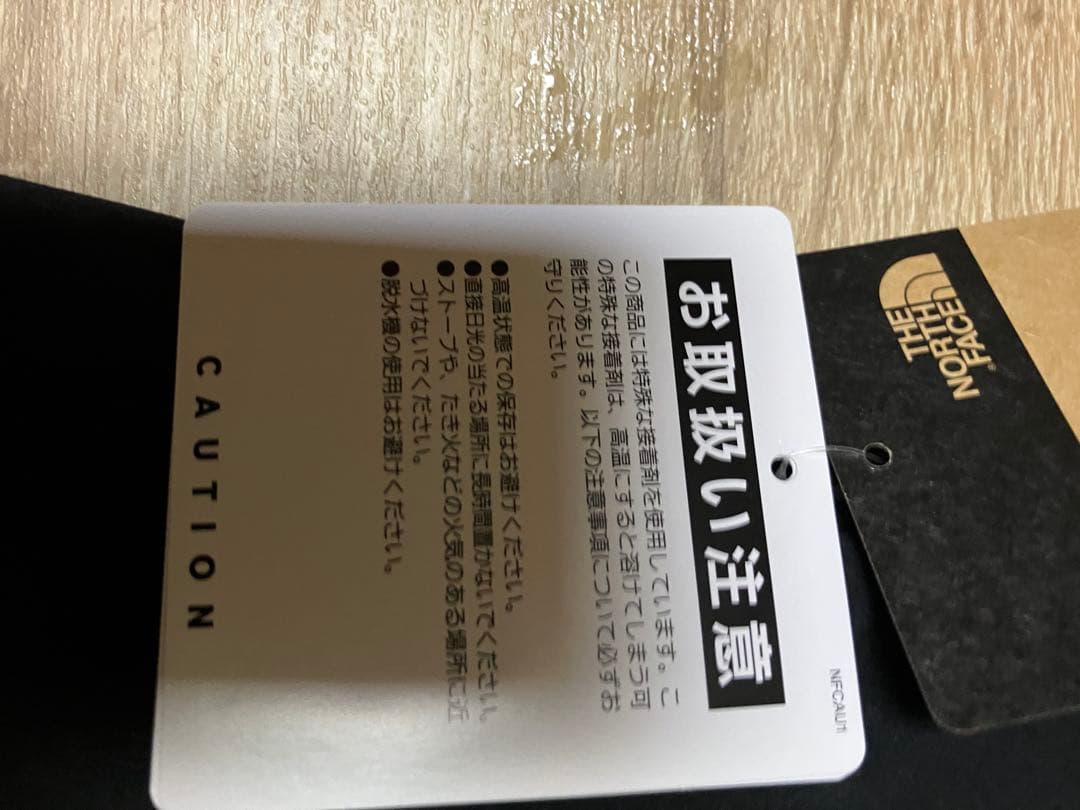 THE
NORTH
FACE
NFCAU1
お取扱い注意
この商品には特殊な接着剤を使用しています。こ
の特殊な接着剤は、高温にすると溶けてしまう可
能性があります。以下の注意事項について必ずお
守りください。
●高温状態での保存はお避けください。
●直接日光の当たる場所に長時間置かないでください。
●ストーブや、たき火などの火気のある場所に近
づけないでください。
●脱水機の使用はお避けください。
CAUTION